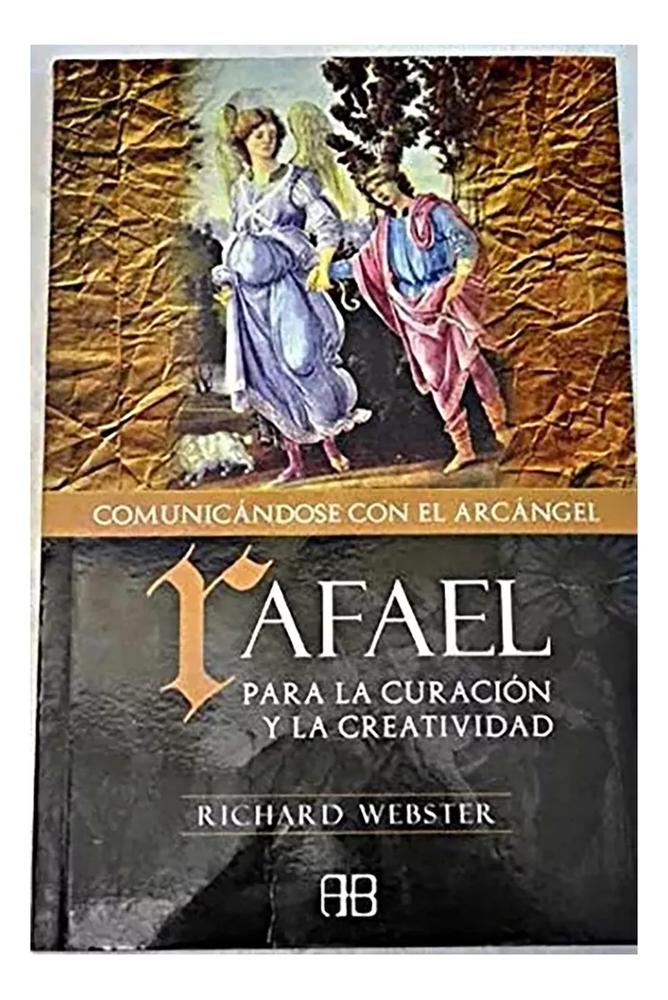 COMUNICÁNDOSE CON EL ARCÁNGEL
rAFAEL
PARA LA CURACIÓN
Y LA CREATIVIDAD
RICHARD WEBSTER
AB